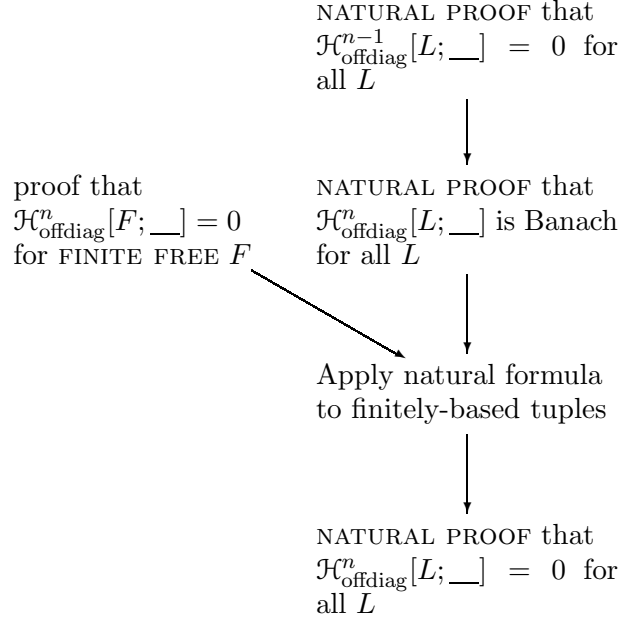 NATURAL PROOF that
ℋ^{n−1}_{offdiag}[L; __] = 0 for
all L
proof that
ℋ^n_{offdiag}[F; __] = 0
for FINITE FREE F
NATURAL PROOF that
ℋ^n_{offdiag}[L; __] is Banach
for all L
Apply natural formula
to finitely-based tuples
NATURAL PROOF that
ℋ^n_{offdiag}[L; __] = 0 for
all L